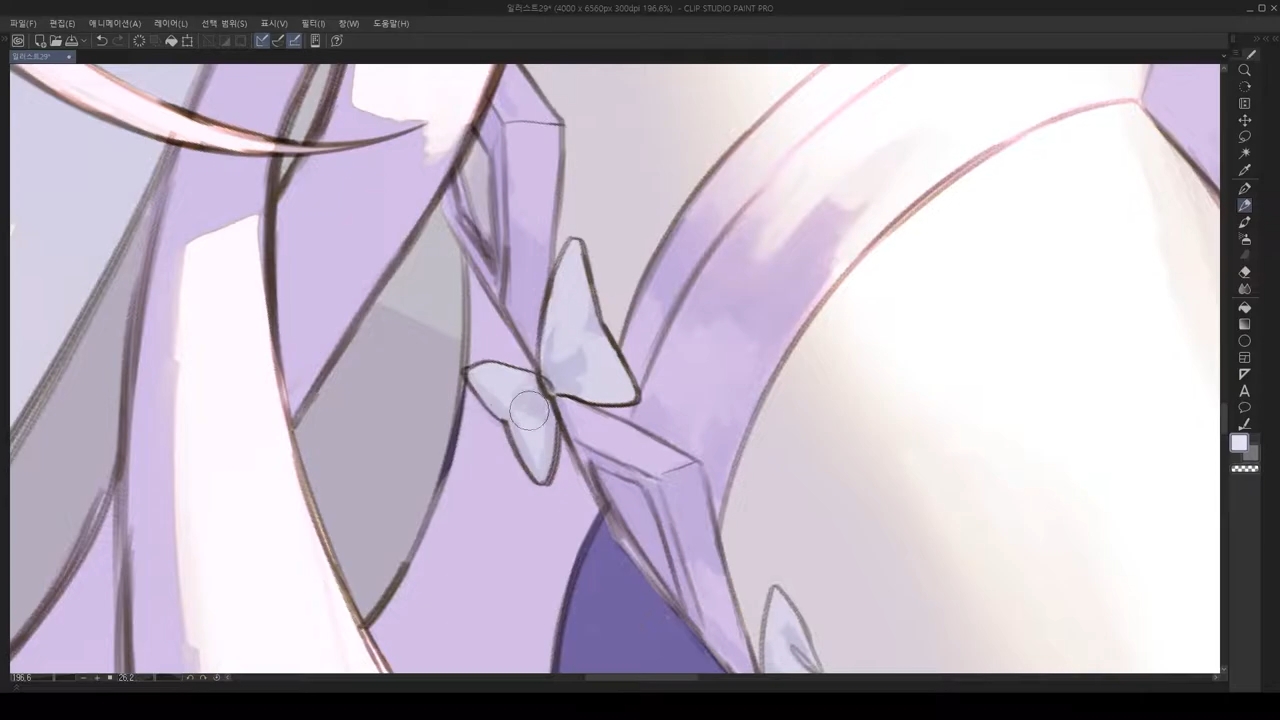 일러스트29* (4000 x 6560px 300dpi 196.6%) - CLIP STUDIO PAINT PRO
파일(F) 편집(E) 애니메이션(A) 레이어(L) 선택 범위(S) 표시(V) 필터(I) 창(W) 도움말(H)
일러스트29*
196.6 26.2